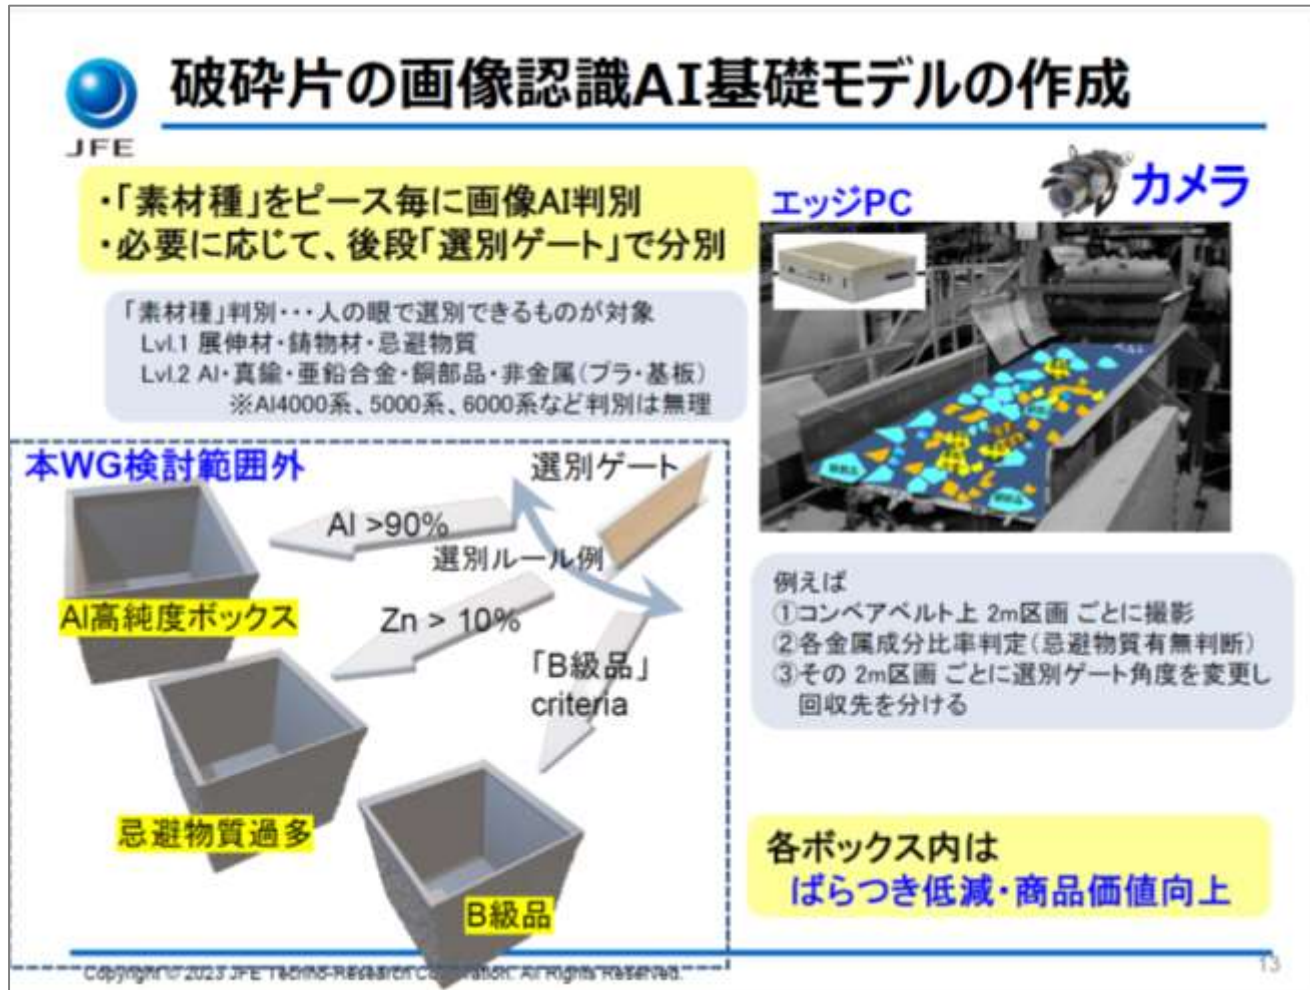 破砕片の画像認識AI基礎モデルの作成
JFE
・「素材種」をピース毎に画像AI判別
・必要に応じて、後段「選別ゲート」で分別
「素材種」判別・・・人の眼で選別できるものが対象
Lvl.1 展伸材・鋳物材・忌避物質
Lvl.2 Al・真鍮・亜鉛合金・銅部品・非金属（プラ・基板）
※Al4000系、5000系、6000系など判別は無理
エッジPC
カメラ
本WG検討範囲外
選別ゲート
Al >90%
選別ルール例
Al高純度ボックス
Zn > 10%
「B級品」
criteria
忌避物質過多
B級品
例えば
①コンベアベルト上 2m区画 ごとに撮影
②各金属成分比率判定（忌避物質有無判断）
③その 2m区画 ごとに選別ゲート角度を変更し
回収先を分ける
各ボックス内は
ばらつき低減・商品価値向上
Copyright © 2023 JFE Techno-Research Corporation. All Rights Reserved.
13